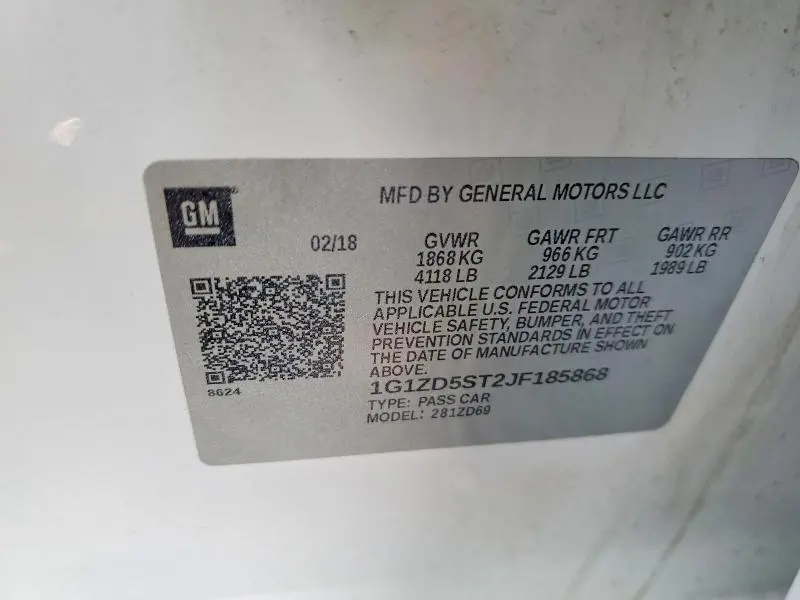 GM
MFD BY GENERAL MOTORS LLC
02/18
GVWR
1868 KG
4118 LB
GAWR FRT
966 KG
2129 LB
GAWR RR
902 KG
1989 LB
THIS VEHICLE CONFORMS TO ALL
APPLICABLE U.S. FEDERAL MOTOR
VEHICLE SAFETY, BUMPER, AND THEFT
PREVENTION STANDARDS IN EFFECT ON
THE DATE OF MANUFACTURE SHOWN
ABOVE.
1G1ZD5ST2JF185868
TYPE: PASS CAR
MODEL: 281ZD69
8624